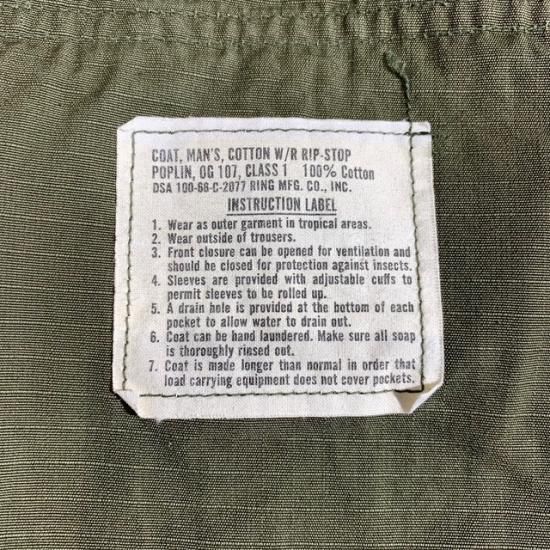 COAT, MAN'S, COTTON W/R RIP-STOP
POPLIN, OG 107, CLASS 1 100% Cotton
DSA 100-68-C-2077 RING MFG. CO., INC.
INSTRUCTION LABEL
1. Wear as outer garment in tropical areas.
2. Wear outside of trousers.
3. Front closure can be opened for ventilation and
should be closed for protection against insects.
4. Sleeves are provided with adjustable cuffs to
permit sleeves to be rolled up.
5. A drain hole is provided at the bottom of each
pocket to allow water to drain out.
6. Coat can be hand laundered. Make sure all soap
is thoroughly rinsed out.
7. Coat is made longer than normal in order that
load carrying equipment does not cover pockets.